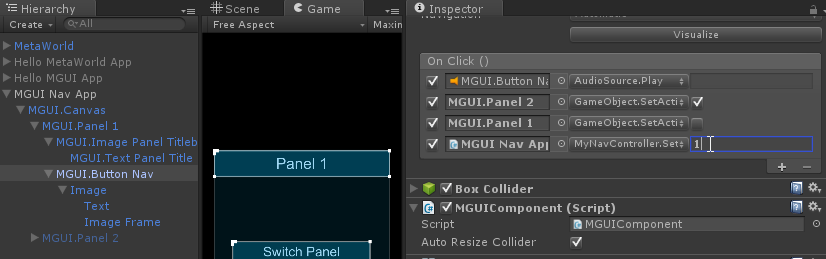 Hierarchy
Create
All
MetaWorld
Hello MetaWorld App
Hello MGUI App
MGUI Nav App
MGUI.Canvas
MGUI.Panel 1
MGUI.Image Panel Titleb
MGUI.Text Panel Title
MGUI.Button Nav
Image
Text
Image Frame
MGUI.Panel 2
Scene
Game
Free Aspect
Maxin
Panel 1
Switch Panel
Inspector
Visualize
On Click ()
MGUI.Button Na
AudioSource.Play
MGUI.Panel 2
GameObject.SetActi
MGUI.Panel 1
GameObject.SetActi
MGUI Nav App
MyNavController.Set
1
+ −
Box Collider
MGUIComponent (Script)
Script
MGUIComponent
Auto Resize Collider